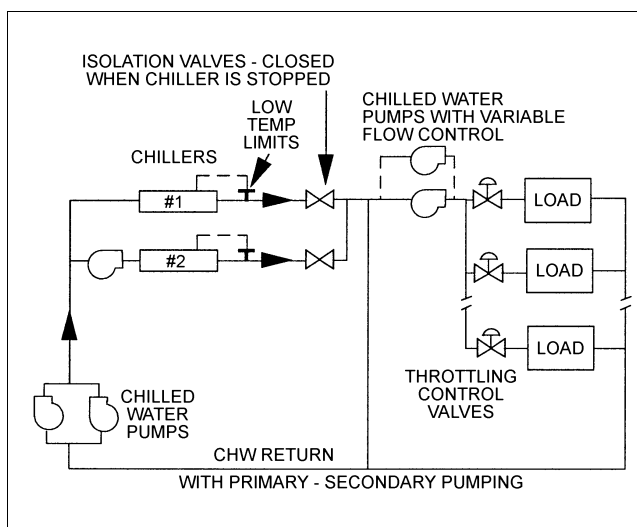 ISOLATION VALVES - CLOSED
WHEN CHILLER IS STOPPED
LOW
TEMP
LIMITS
CHILLED WATER
PUMPS WITH VARIABLE
FLOW CONTROL
CHILLERS
#1
LOAD
#2
LOAD
LOAD
THROTTLING
CONTROL
VALVES
CHILLED
WATER
PUMPS
CHW RETURN
WITH PRIMARY - SECONDARY PUMPING